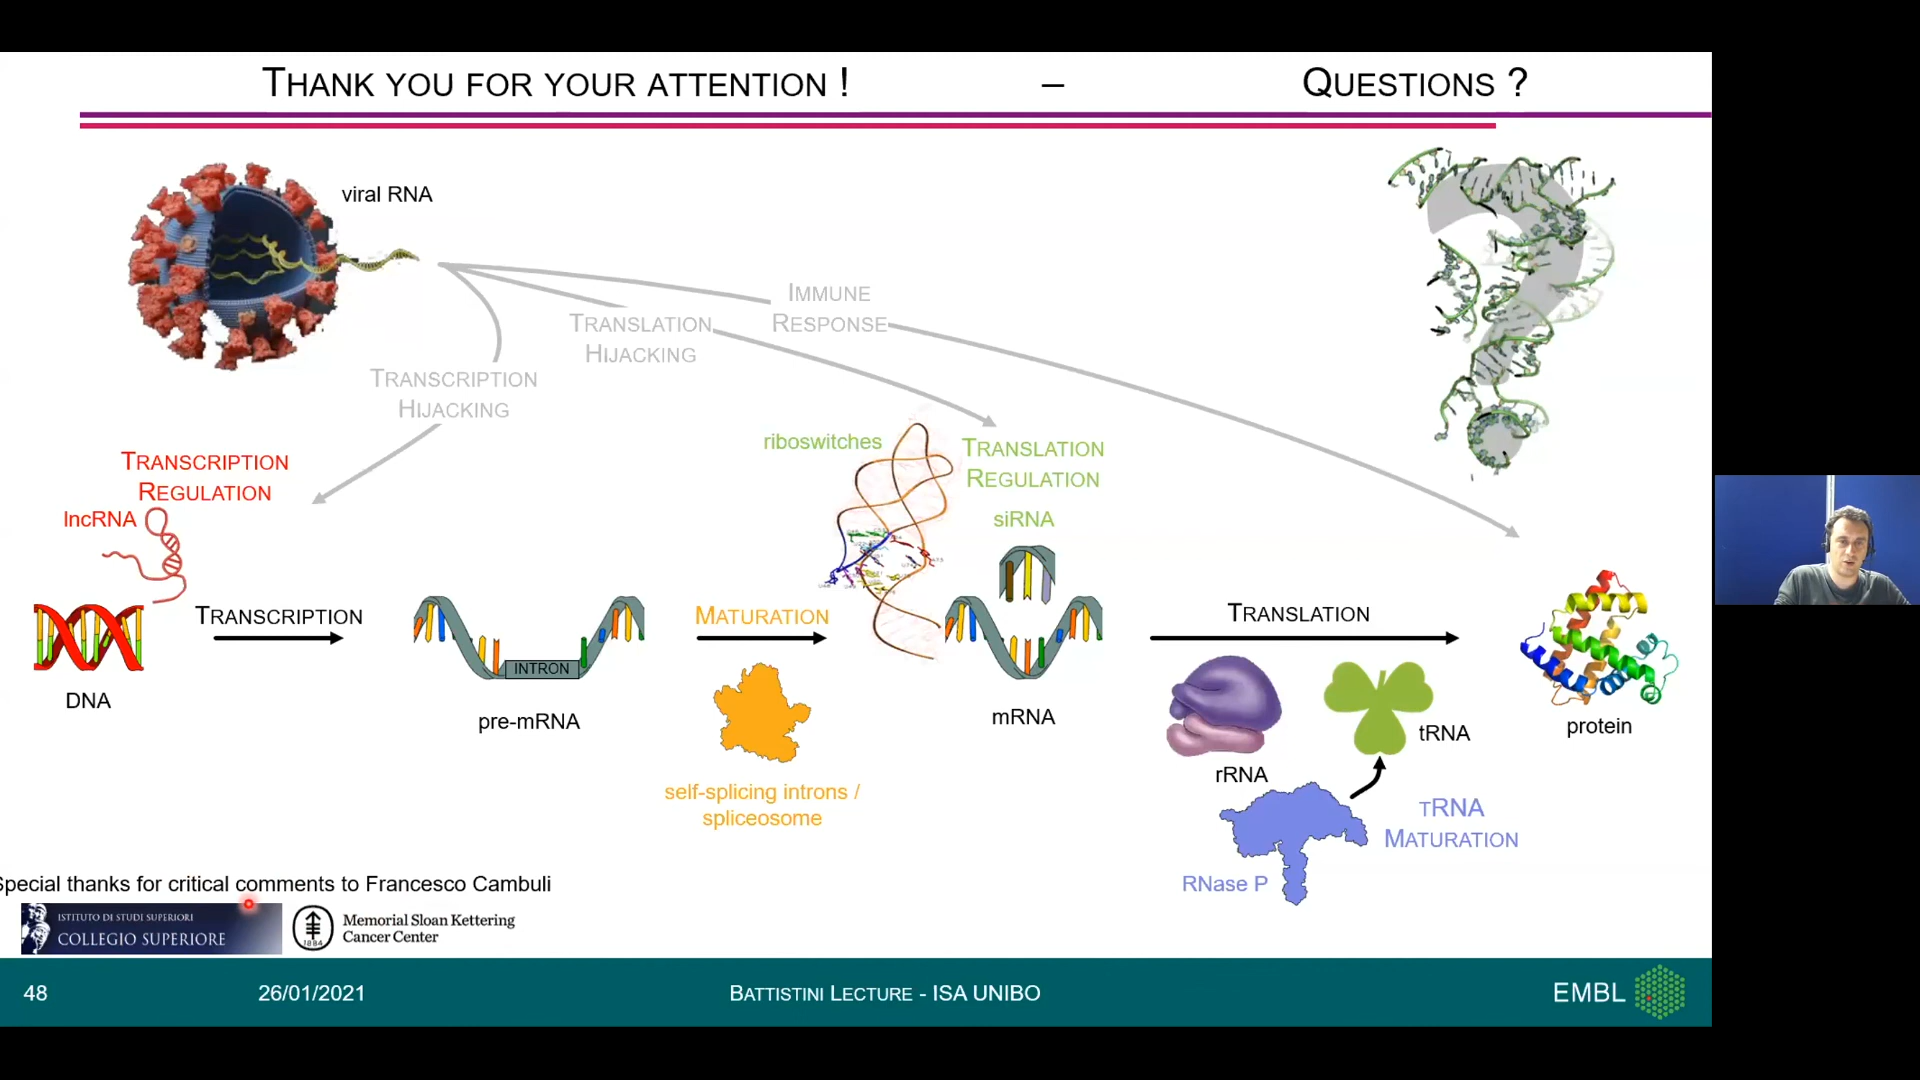 THANK YOU FOR YOUR ATTENTION ! – QUESTIONS ?
viral RNA
IMMUNE
RESPONSE
TRANSLATION
HIJACKING
TRANSCRIPTION
HIJACKING
TRANSCRIPTION
REGULATION
lncRNA
riboswitches
TRANSLATION
REGULATION
siRNA
TRANSCRIPTION
MATURATION
TRANSLATION
INTRON
DNA
pre-mRNA
mRNA
tRNA
protein
rRNA
self-splicing introns /
spliceosome
TRNA
MATURATION
RNase P
Special thanks for critical comments to Francesco Cambuli
ISTITUTO DI STUDI SUPERIORI
COLLEGIO SUPERIORE
1884
Memorial Sloan Kettering
Cancer Center
48
26/01/2021
BATTISTINI LECTURE - ISA UNIBO
EMBL